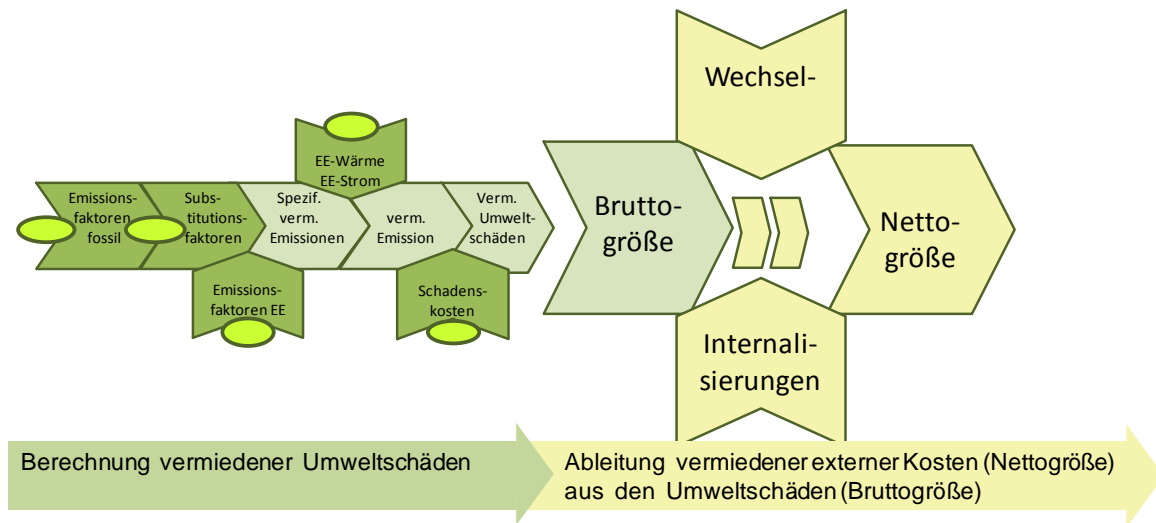 Wechsel-
EE-Wärme
EE-Strom
Emissions-
faktoren
fossil
Subs-
titutions-
faktoren
Spezif.
verm.
Emissionen
verm.
Emission
Verm.
Umwelt-
schäden
Brutto-
größe
Netto-
größe
Emissions-
faktoren EE
Schadens-
kosten
Internali-
sierungen
Berechnung vermiedener Umweltschäden
Ableitung vermiedener externer Kosten (Nettogröße)
aus den Umweltschäden (Bruttogröße)